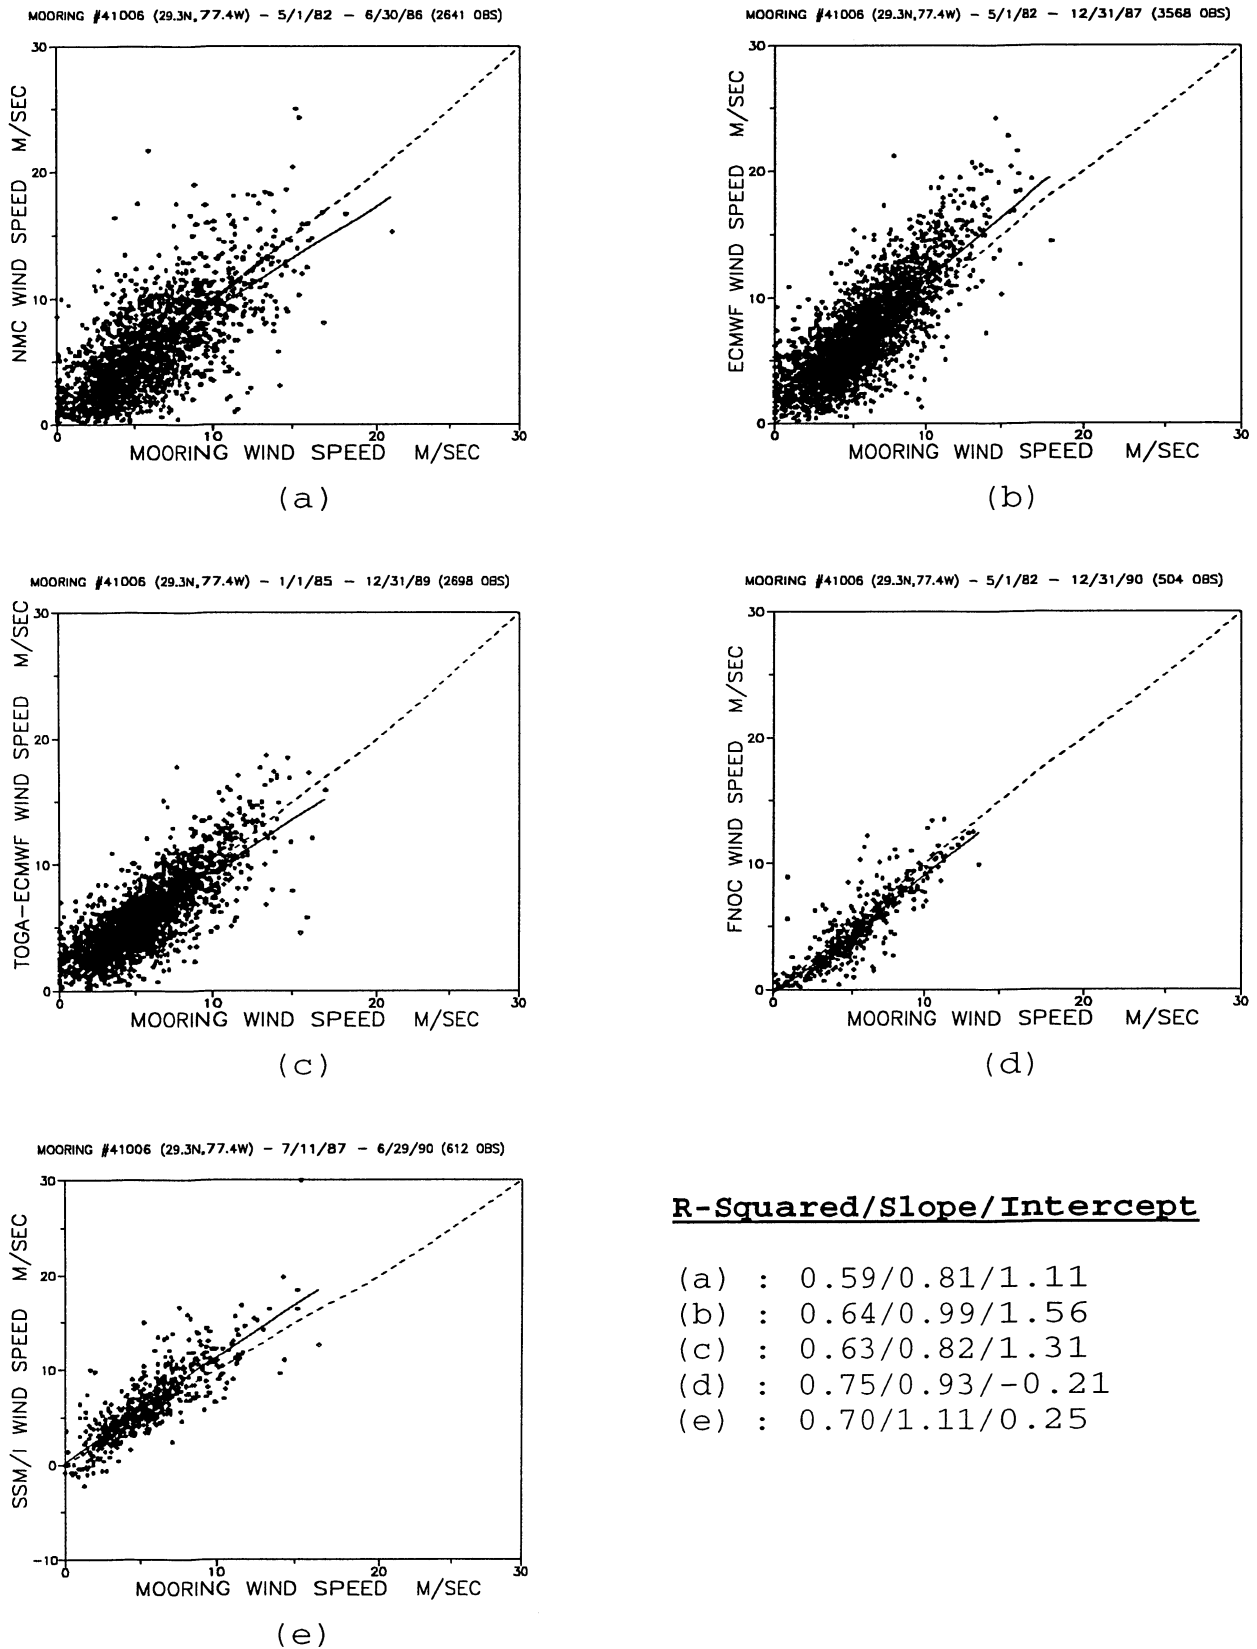 MOORING #41006 (29.3N,77.4W) - 5/1/82 - 6/30/86 (2641 OBS)
30
20
10
0
NMC WIND SPEED M/SEC
0 10 20 30
MOORING WIND SPEED M/SEC
(a)
MOORING #41006 (29.3N,77.4W) - 5/1/82 - 12/31/87 (3568 OBS)
30
20
10
0
ECMWF WIND SPEED M/SEC
0 10 20 30
MOORING WIND SPEED M/SEC
(b)
MOORING #41006 (29.3N,77.4W) - 1/1/85 - 12/31/89 (2698 OBS)
30
20
10
0
TOGA-ECMWF WIND SPEED M/SEC
0 10 20 30
MOORING WIND SPEED M/SEC
(c)
MOORING #41006 (29.3N,77.4W) - 5/1/82 - 12/31/90 (504 OBS)
30
20
10
0
FNOC WIND SPEED M/SEC
0 10 20 30
MOORING WIND SPEED M/SEC
(d)
MOORING #41006 (29.3N,77.4W) - 7/11/87 - 6/29/90 (612 OBS)
30
20
10
0
-10
SSM/I WIND SPEED M/SEC
0 10 20 30
MOORING WIND SPEED M/SEC
(e)
R-Squared/Slope/Intercept
(a) : 0.59/0.81/1.11
(b) : 0.64/0.99/1.56
(c) : 0.63/0.82/1.31
(d) : 0.75/0.93/-0.21
(e) : 0.70/1.11/0.25